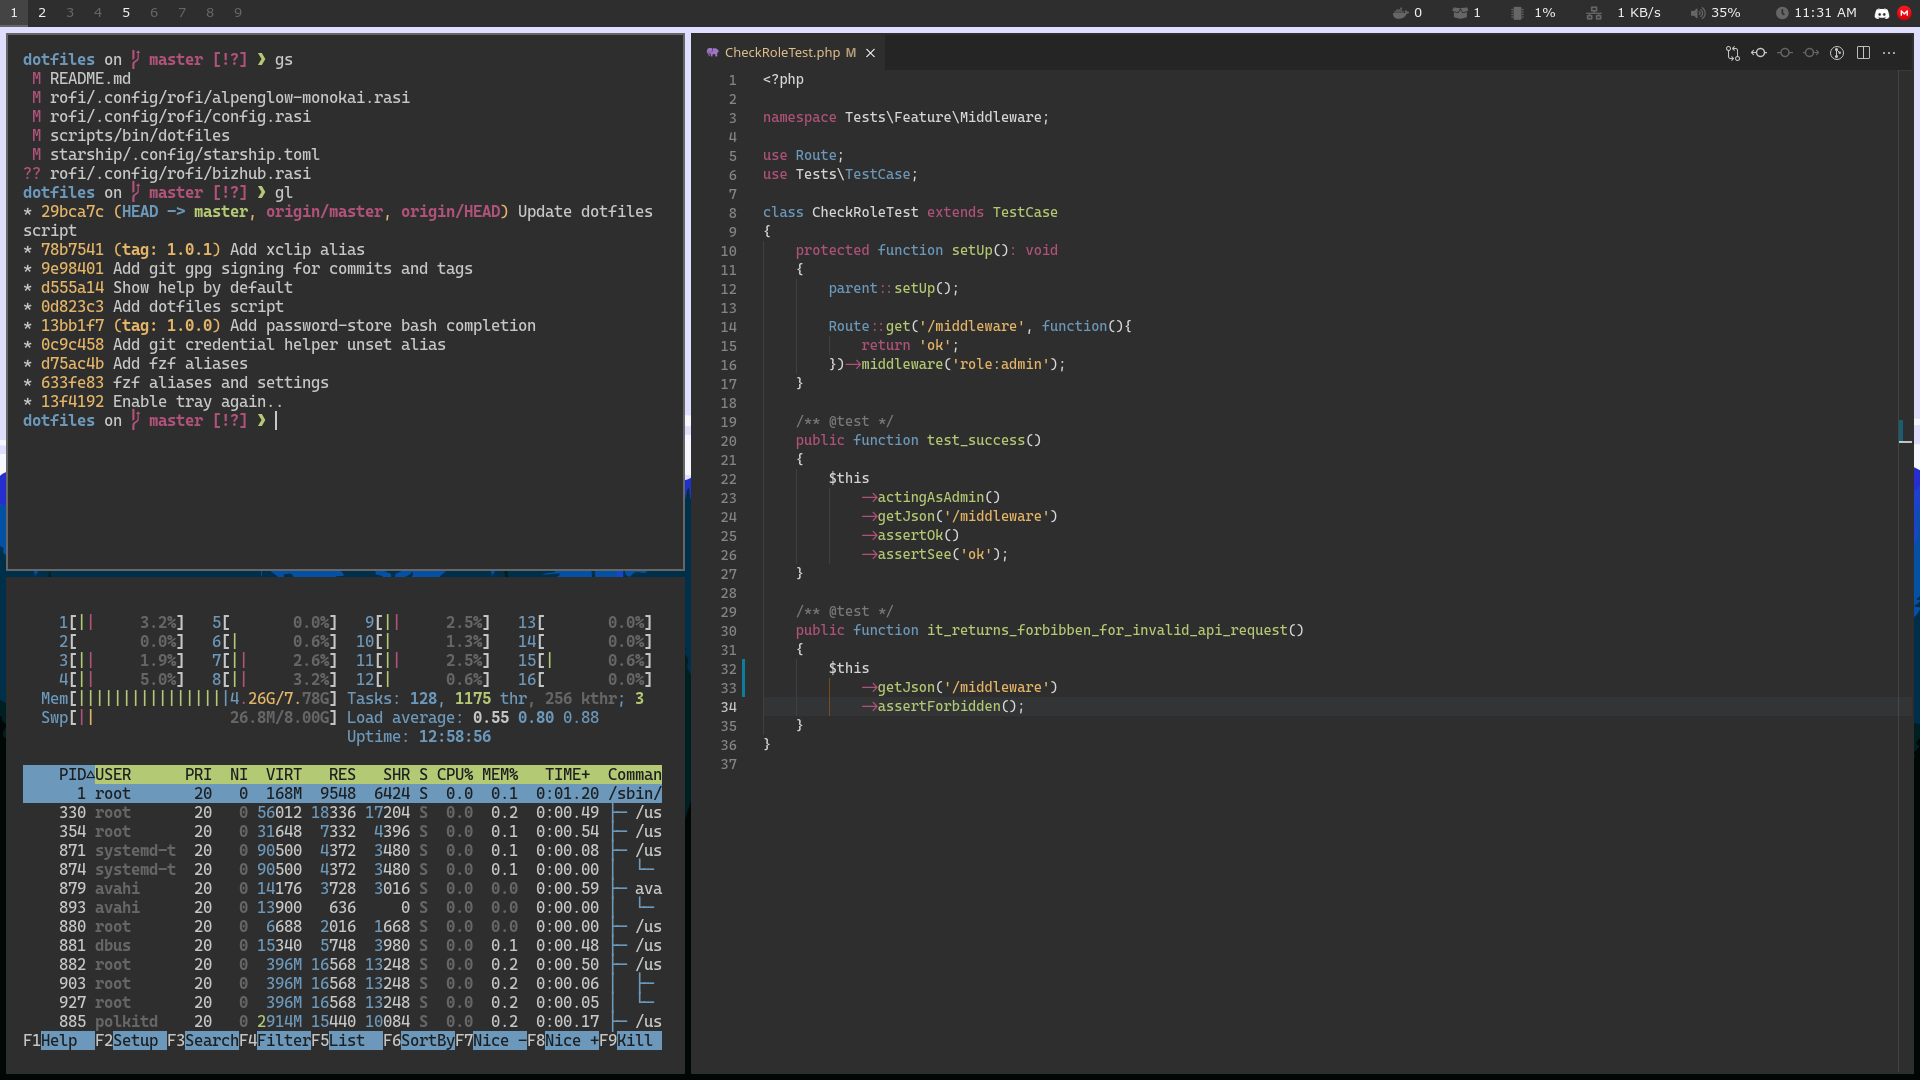 1 2 3 4 5 6 7 8 9
0 1 1% 1 KB/s 35% 11:31 AM
dotfiles on master [!?] ❯ gs
M README.md
M rofi/.config/rofi/alpenglow-monokai.rasi
M rofi/.config/rofi/config.rasi
M scripts/bin/dotfiles
M starship/.config/starship.toml
?? rofi/.config/rofi/bizhub.rasi
dotfiles on master [!?] ❯ gl
* 29bca7c (HEAD -> master, origin/master, origin/HEAD) Update dotfiles
script
* 78b7541 (tag: 1.0.1) Add xclip alias
* 9e98401 Add git gpg signing for commits and tags
* d555a14 Show help by default
* 0d823c3 Add dotfiles script
* 13bb1f7 (tag: 1.0.0) Add password-store bash completion
* 0c9c458 Add git credential helper unset alias
* d75ac4b Add fzf aliases
* 633fe83 fzf aliases and settings
* 13f4192 Enable tray again..
dotfiles on master [!?] ❯
1[|| 3.2%] 5[ 0.0%] 9[|| 2.5%] 13[ 0.0%]
2[ 0.0%] 6[| 0.6%] 10[| 1.3%] 14[ 0.0%]
3[|| 1.9%] 7[|| 2.6%] 11[|| 2.5%] 15[| 0.6%]
4[|| 5.0%] 8[|| 3.2%] 12[| 0.6%] 16[ 0.0%]
Mem[|||||||||||||||||4.26G/7.78G] Tasks: 128, 1175 thr, 256 kthr; 3
Swp[|| 26.8M/8.00G] Load average: 0.55 0.80 0.88
Uptime: 12:58:56
PID△USER PRI NI VIRT RES SHR S CPU% MEM% TIME+ Comman
1 root 20 0 168M 9548 6424 S 0.0 0.1 0:01.20 /sbin/
330 root 20 0 56012 18336 17204 S 0.0 0.2 0:00.49 ├─ /us
354 root 20 0 31648 7332 4396 S 0.0 0.1 0:00.54 ├─ /us
871 systemd-t 20 0 90500 4372 3480 S 0.0 0.1 0:00.08 ├─ /us
874 systemd-t 20 0 90500 4372 3480 S 0.0 0.1 0:00.00 │ └─
879 avahi 20 0 14176 3728 3016 S 0.0 0.0 0:00.59 ├─ ava
893 avahi 20 0 13900 636 0 S 0.0 0.0 0:00.00 │ └─
880 root 20 0 6688 2016 1668 S 0.0 0.0 0:00.00 ├─ /us
881 dbus 20 0 15340 5748 3980 S 0.0 0.1 0:00.48 ├─ /us
882 root 20 0 396M 16568 13248 S 0.0 0.2 0:00.50 ├─ /us
903 root 20 0 396M 16568 13248 S 0.0 0.2 0:00.06 │ ├─
927 root 20 0 396M 16568 13248 S 0.0 0.2 0:00.05 │ └─
885 polkitd 20 0 2914M 15440 10084 S 0.0 0.2 0:00.17 ├─ /us
F1Help F2Setup F3SearchF4FilterF5List F6SortByF7Nice -F8Nice +F9Kill
CheckRoleTest.php M ×
1 <?php
2
3 namespace Tests\Feature\Middleware;
4
5 use Route;
6 use Tests\TestCase;
7
8 class CheckRoleTest extends TestCase
9 {
10 protected function setUp(): void
11 {
12 parent::setUp();
13
14 Route::get('/middleware', function(){
15 return 'ok';
16 })->middleware('role:admin');
17 }
18
19 /** @test */
20 public function test_success()
21 {
22 $this
23 ->actingAsAdmin()
24 ->getJson('/middleware')
25 ->assertOk()
26 ->assertSee('ok');
27 }
28
29 /** @test */
30 public function it_returns_forbibben_for_invalid_api_request()
31 {
32 $this
33 ->getJson('/middleware')
34 ->assertForbidden();
35 }
36 }
37